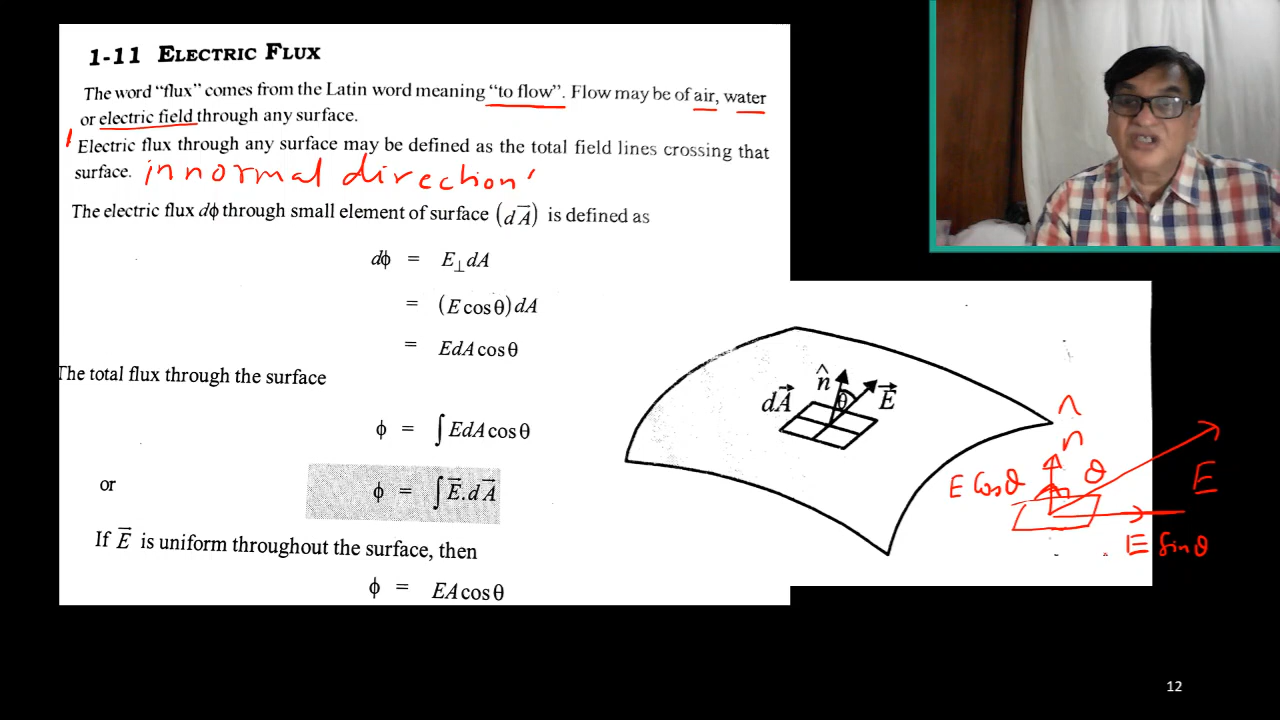 1-11 ELECTRIC FLUX
The word "flux" comes from the Latin word meaning "to flow". Flow may be of air, water
or electric field through any surface.
Electric flux through any surface may be defined as the total field lines crossing that
surface. in normal direction'
The electric flux dϕ through small element of surface (dA⃗) is defined as
dϕ = E⊥dA
= (E cosθ) dA
= EdA cosθ
The total flux through the surface
ϕ = ∫ EdA cosθ
or
ϕ = ∫ E⃗.dA⃗
If E⃗ is uniform throughout the surface, then
ϕ = EA cosθ
n̂
θ
dA⃗
E⃗
n̂
E Cosθ
θ
E
E Sinθ
12